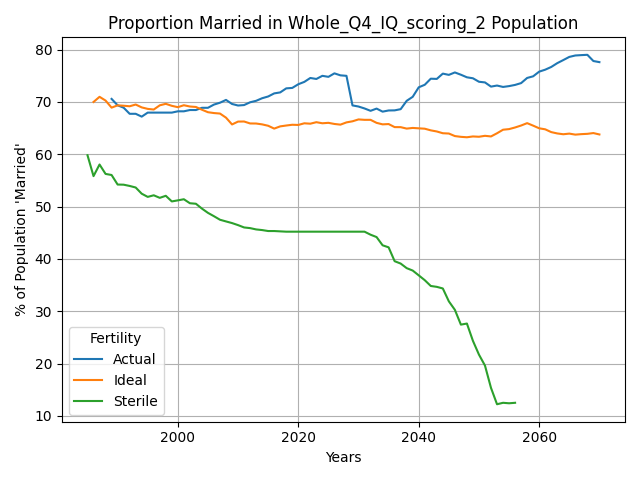 Proportion Married in Whole_Q4_IQ_scoring_2 Population
% of Population 'Married'
80
70
60
50
40
30
20
10
Fertility
Actual
Ideal
Sterile
2000
2020
2040
2060
Years